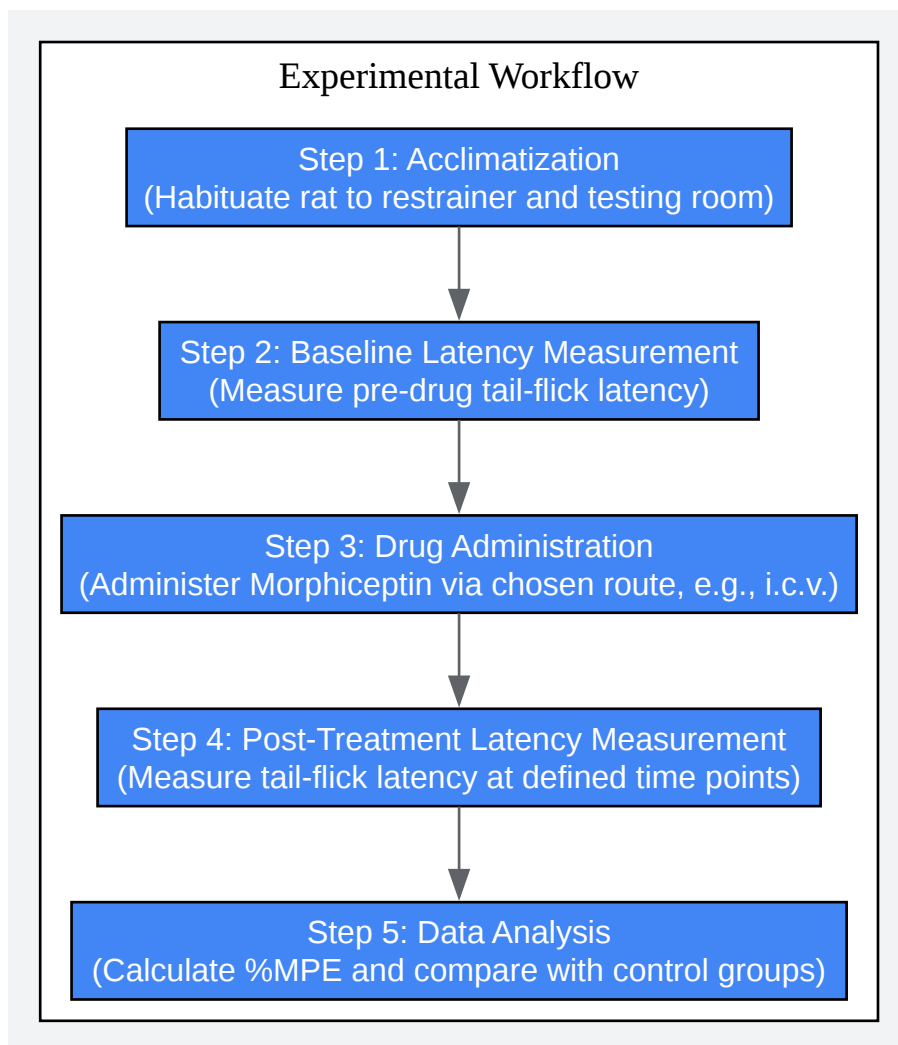 Experimental Workflow
Step 1: Acclimatization
(Habituate rat to restrainer and testing room)
Step 2: Baseline Latency Measurement
(Measure pre-drug tail-flick latency)
Step 3: Drug Administration
(Administer Morphiceptin via chosen route, e.g., i.c.v.)
Step 4: Post-Treatment Latency Measurement
(Measure tail-flick latency at defined time points)
Step 5: Data Analysis
(Calculate %MPE and compare with control groups)